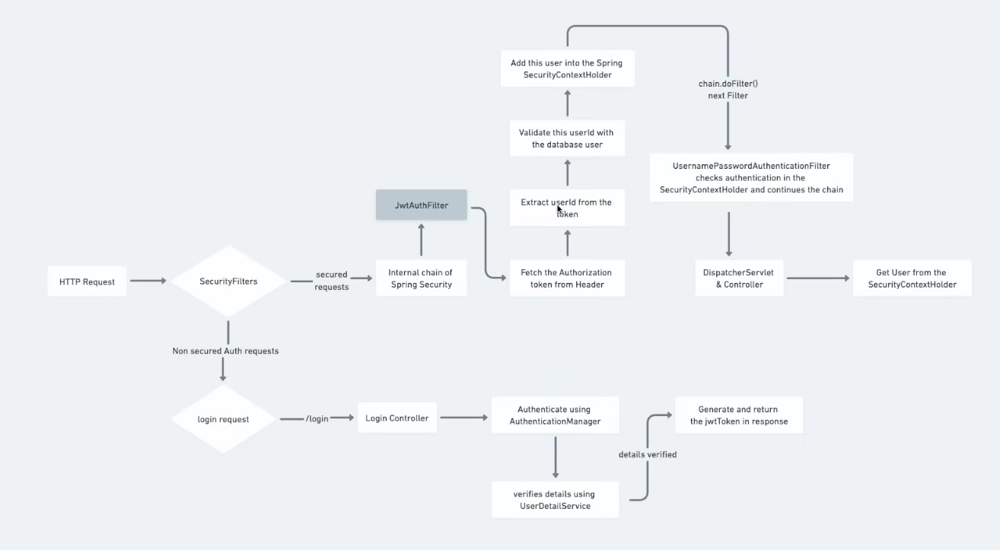 Add this user into the Spring
SecurityContextHolder
chain.doFilter()
next Filter
Validate this userId with
the database user
UsernamePasswordAuthenticationFilter
checks authentication in the
SecurityContextHolder and continues the chain
JwtAuthFilter
Extract userId from the
token
HTTP Request
SecurityFilters
secured
requests
Internal chain of
Spring Security
Fetch the Authorization
token from Header
DispatcherServlet
& Controller
Get User from the
SecurityContextHolder
Non secured Auth requests
login request
/login
Login Controller
Authenticate using
AuthenticationManager
Generate and return
the jwtToken in response
details verified
verifies details using
UserDetailService